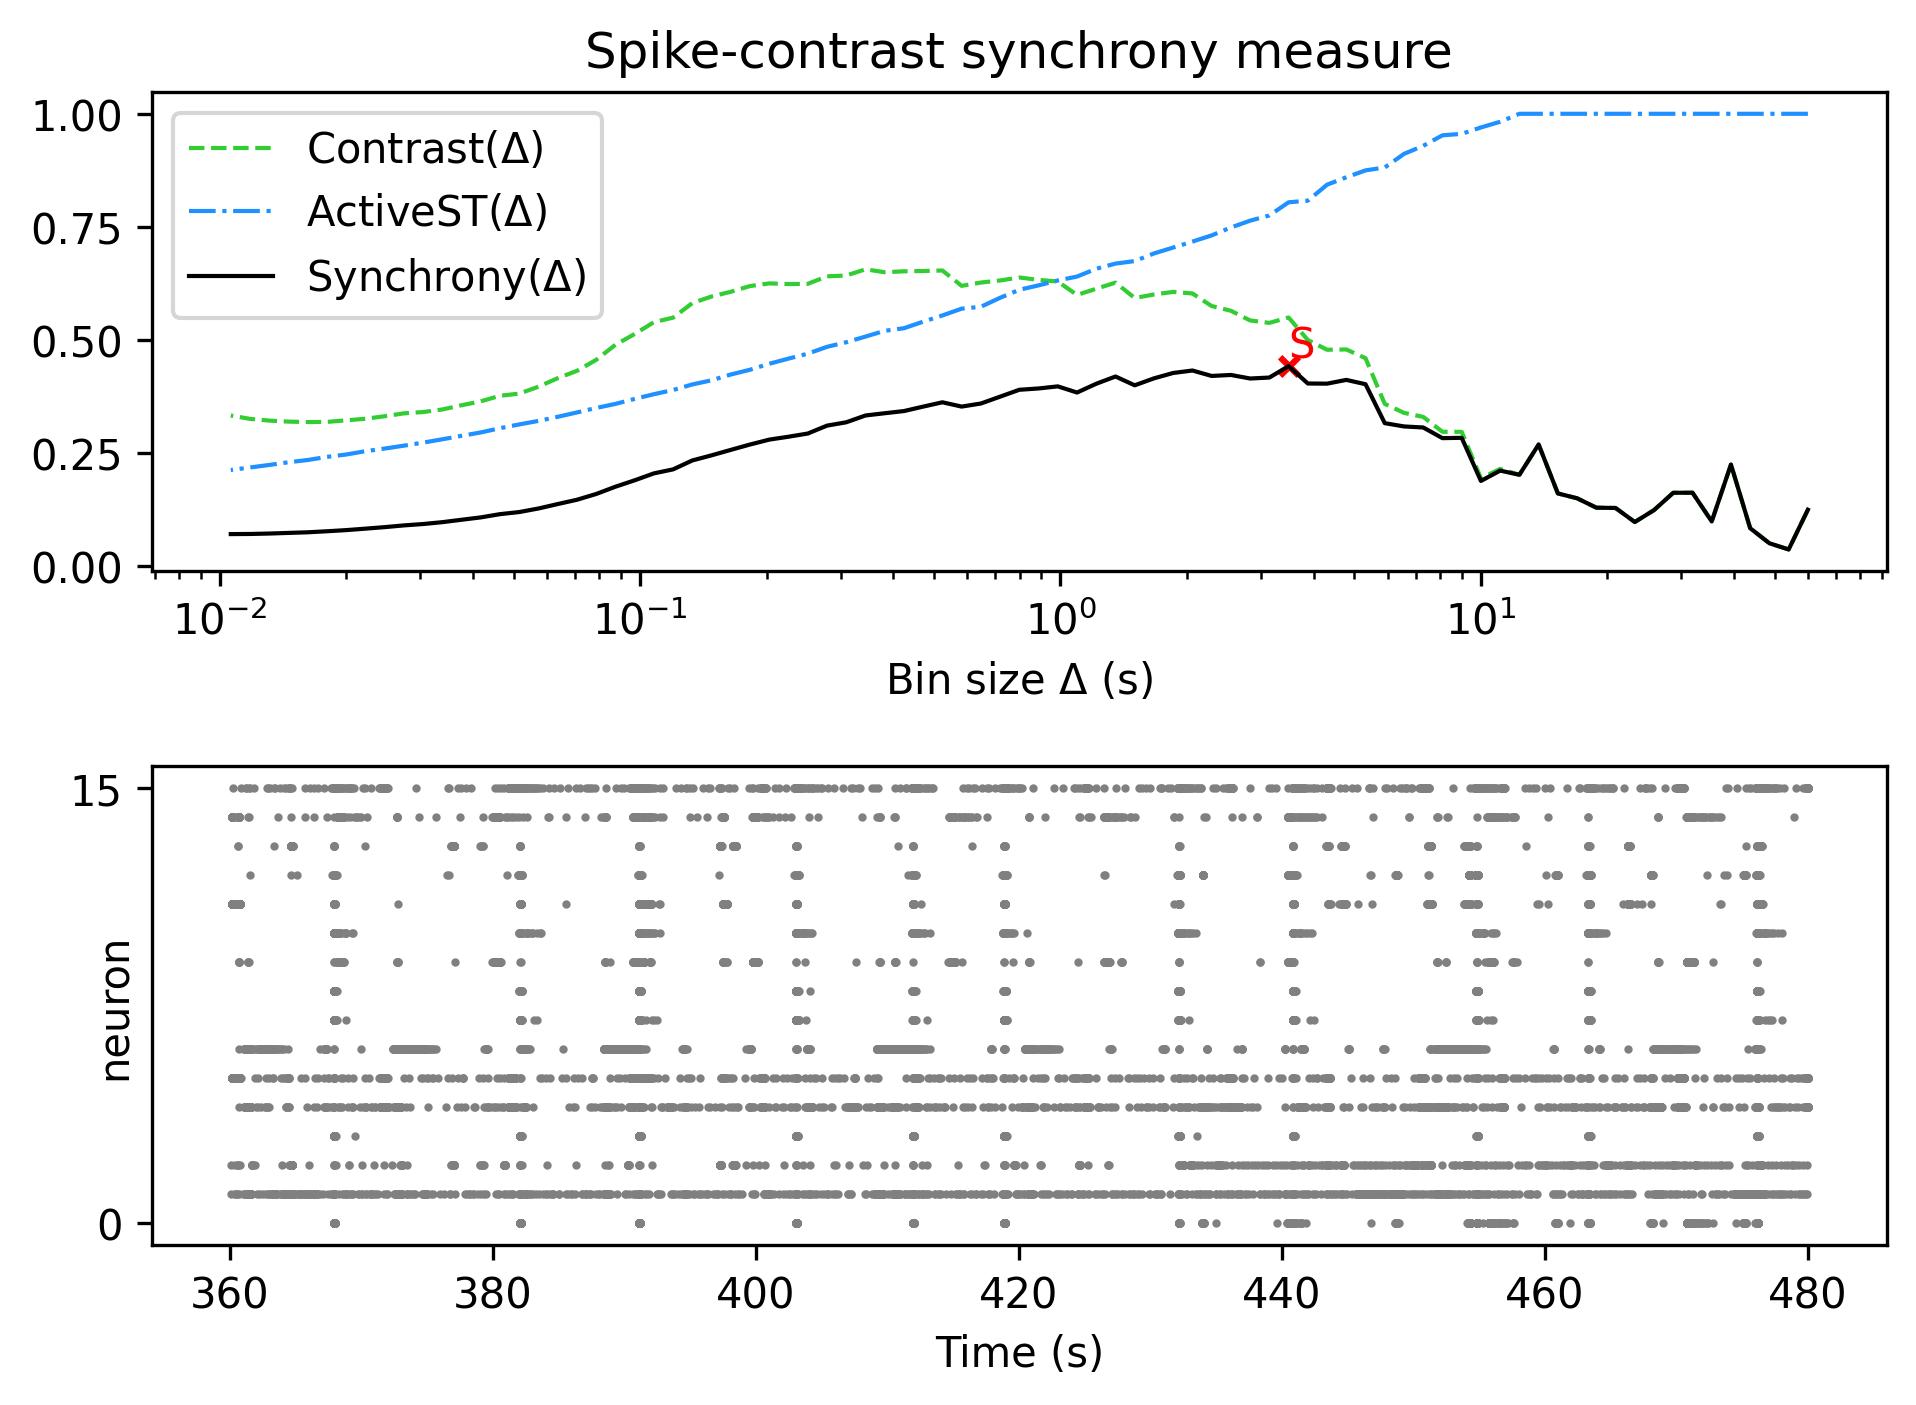 Spike-contrast synchrony measure
1.00
0.75
0.50
0.25
0.00
Contrast(Δ)
ActiveST(Δ)
Synchrony(Δ)
S
10⁻² 10⁻¹ 10⁰ 10¹
Bin size Δ (s)
15
0
neuron
360 380 400 420 440 460 480
Time (s)